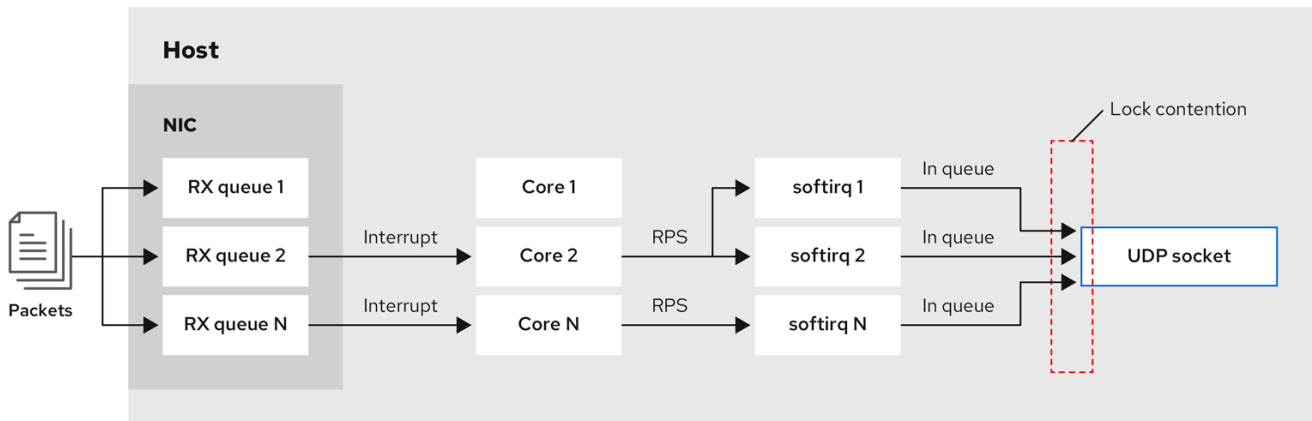 Host
Lock contention
NIC
RX queue 1
Core 1
softirq 1
In queue
Interrupt
RPS
In queue
Packets
RX queue 2
Core 2
softirq 2
UDP socket
Interrupt
RPS
In queue
RX queue N
Core N
softirq N